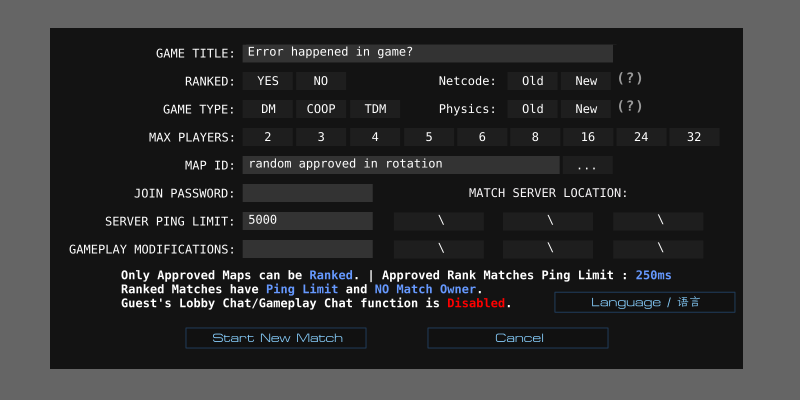 GAME TITLE: Error happened in game?
RANKED: YES NO Netcode: Old New (?)
GAME TYPE: DM COOP TDM Physics: Old New (?)
MAX PLAYERS: 2 3 4 5 6 8 16 24 32
MAP ID: random approved in rotation ...
JOIN PASSWORD: MATCH SERVER LOCATION:
SERVER PING LIMIT: 5000 \ \ \
GAMEPLAY MODIFICATIONS: \ \ \
Only Approved Maps can be Ranked. | Approved Rank Matches Ping Limit : 250ms
Ranked Matches have Ping Limit and NO Match Owner.
Guest's Lobby Chat/Gameplay Chat function is Disabled.
Language / 语言
Start New Match Cancel